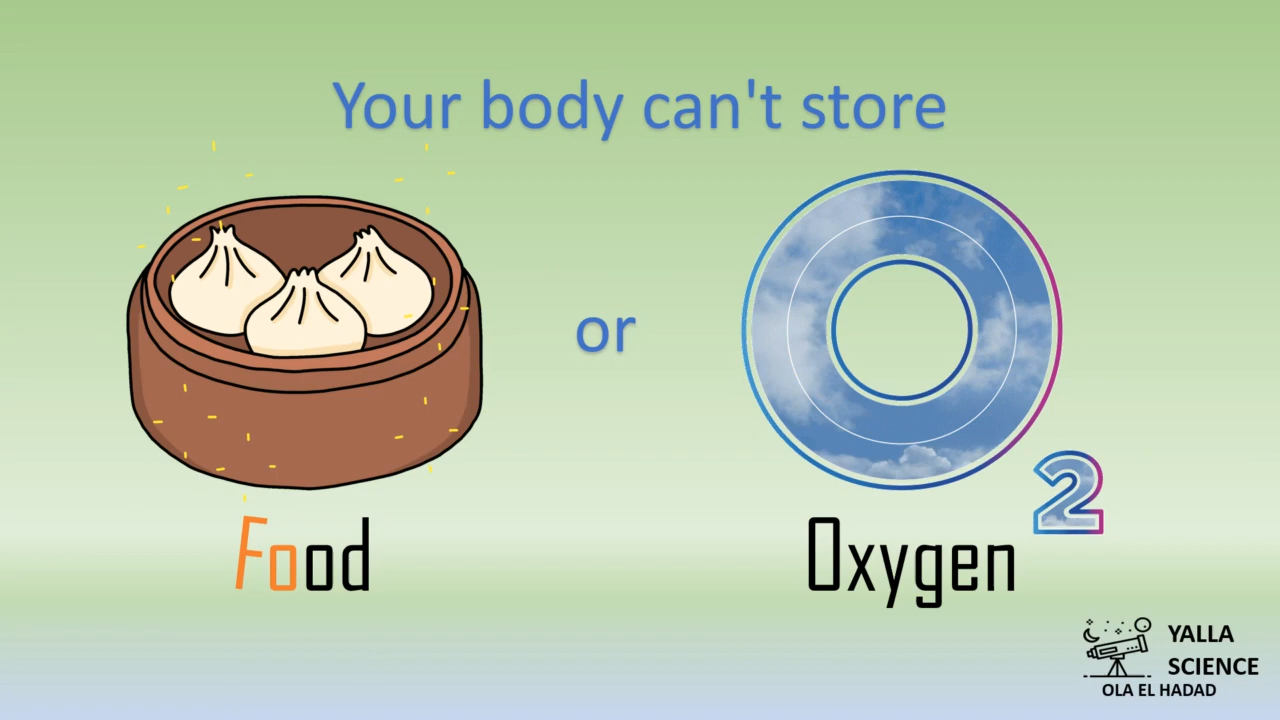 Your body can't store
or
2
Food
Oxygen
YALLA
SCIENCE
OLA EL HADAD